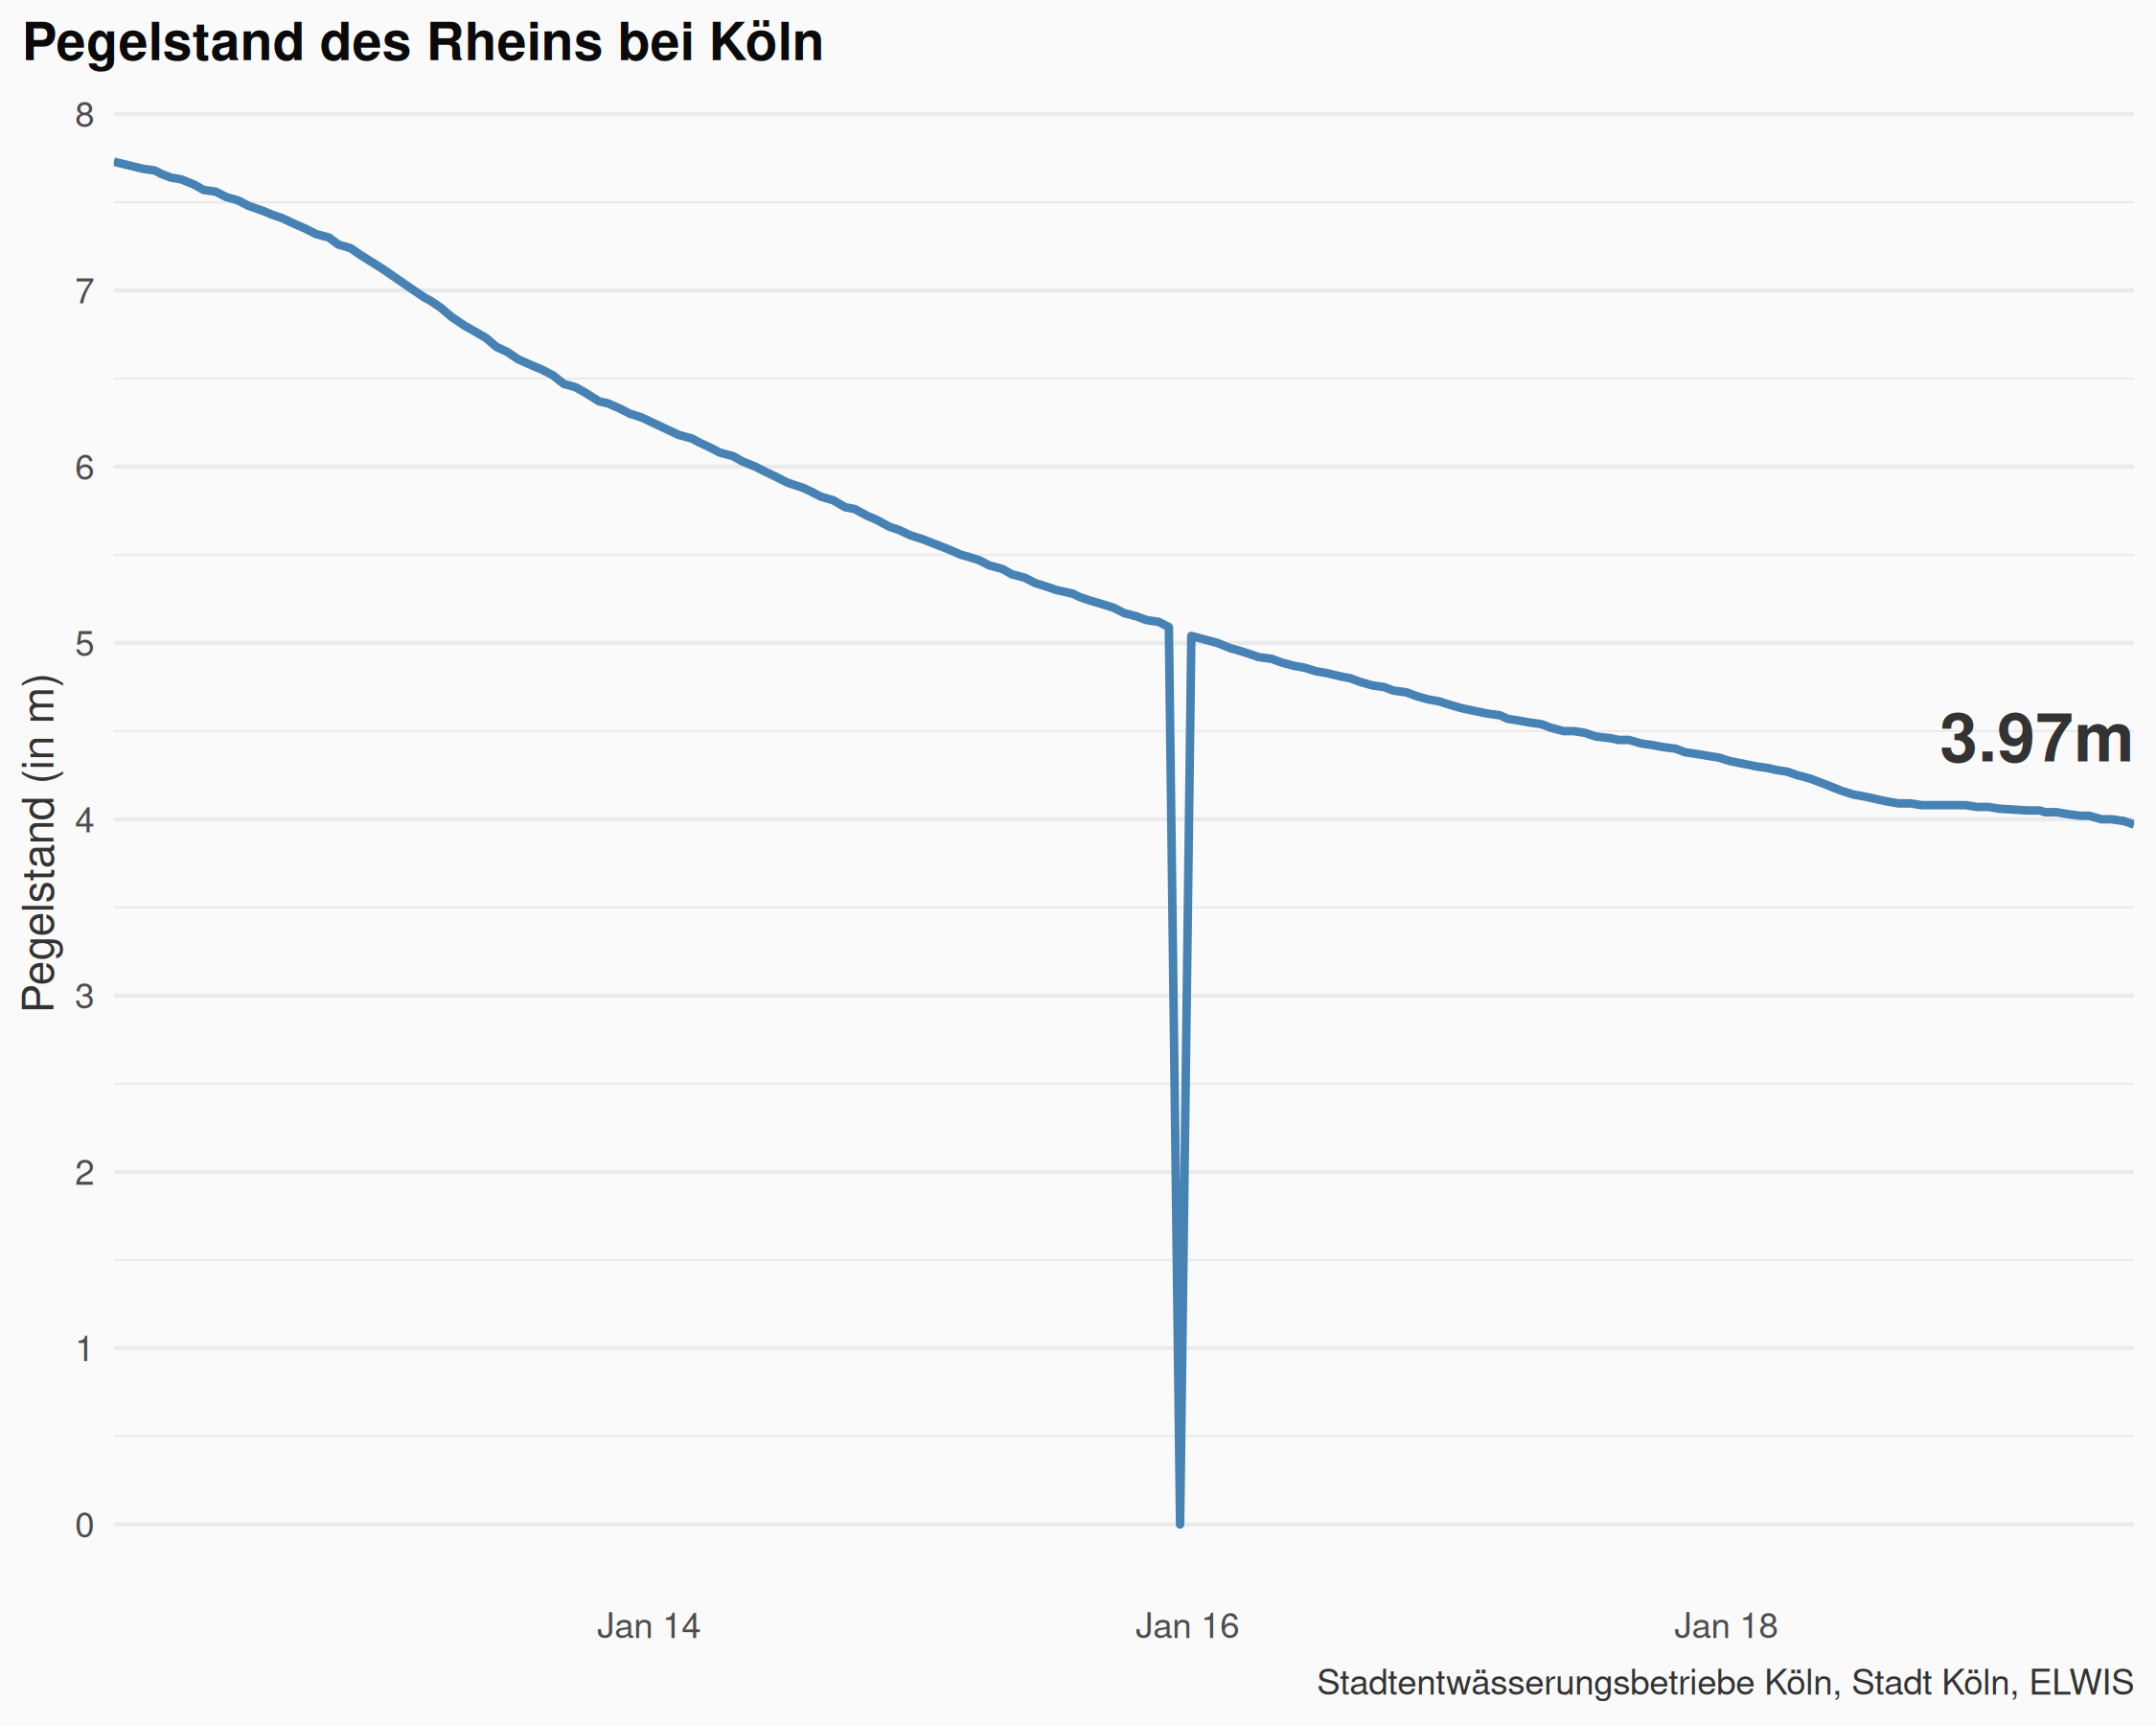 Pegelstand des Rheins bei Köln
8
7
6
5
4
3
2
1
0
Pegelstand (in m)
3.97m
Jan 14
Jan 16
Jan 18
Stadtentwässerungsbetriebe Köln, Stadt Köln, ELWIS